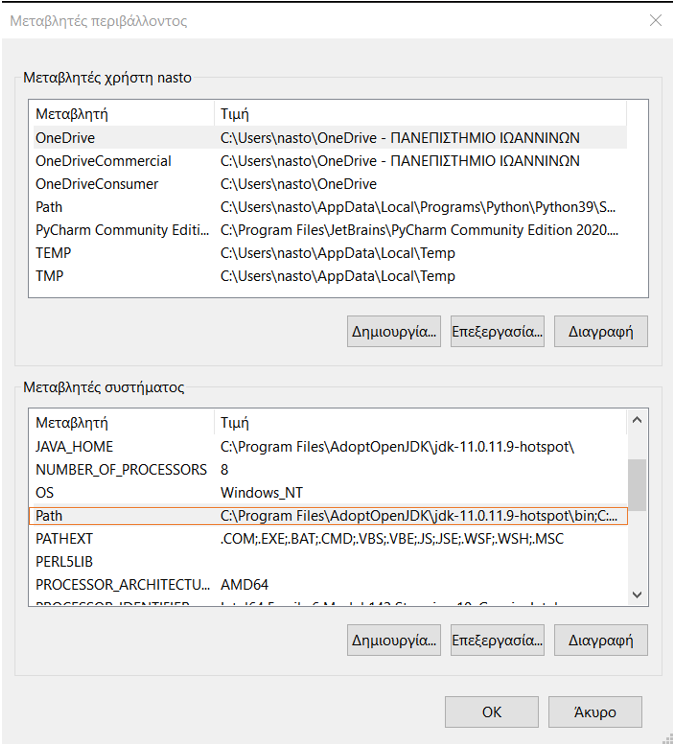 Μεταβλητές περιβάλλοντος
Μεταβλητές χρήστη nasto
Μεταβλητή Τιμή
OneDrive C:\Users\nasto\OneDrive - ΠΑΝΕΠΙΣΤΗΜΙΟ ΙΩΑΝΝΙΝΩΝ
OneDriveCommercial C:\Users\nasto\OneDrive - ΠΑΝΕΠΙΣΤΗΜΙΟ ΙΩΑΝΝΙΝΩΝ
OneDriveConsumer C:\Users\nasto\OneDrive
Path C:\Users\nasto\AppData\Local\Programs\Python\Python39\S...
PyCharm Community Editi... C:\Program Files\JetBrains\PyCharm Community Edition 2020....
TEMP C:\Users\nasto\AppData\Local\Temp
TMP C:\Users\nasto\AppData\Local\Temp
Δημιουργία... Επεξεργασία... Διαγραφή
Μεταβλητές συστήματος
Μεταβλητή Τιμή
JAVA_HOME C:\Program Files\AdoptOpenJDK\jdk-11.0.11.9-hotspot\
NUMBER_OF_PROCESSORS 8
OS Windows_NT
Path C:\Program Files\AdoptOpenJDK\jdk-11.0.11.9-hotspot\bin;C:...
PATHEXT .COM;.EXE;.BAT;.CMD;.VBS;.VBE;.JS;.JSE;.WSF;.WSH;.MSC
PERL5LIB
PROCESSOR_ARCHITECTU... AMD64
Δημιουργία... Επεξεργασία... Διαγραφή
OK Άκυρο